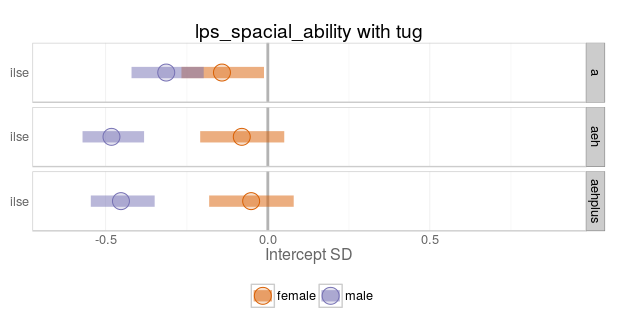 lps_spacial_ability with tug
ilse
a
ilse
aeh
ilse
aehplus
-0.5 0.0 0.5
Intercept SD
female male